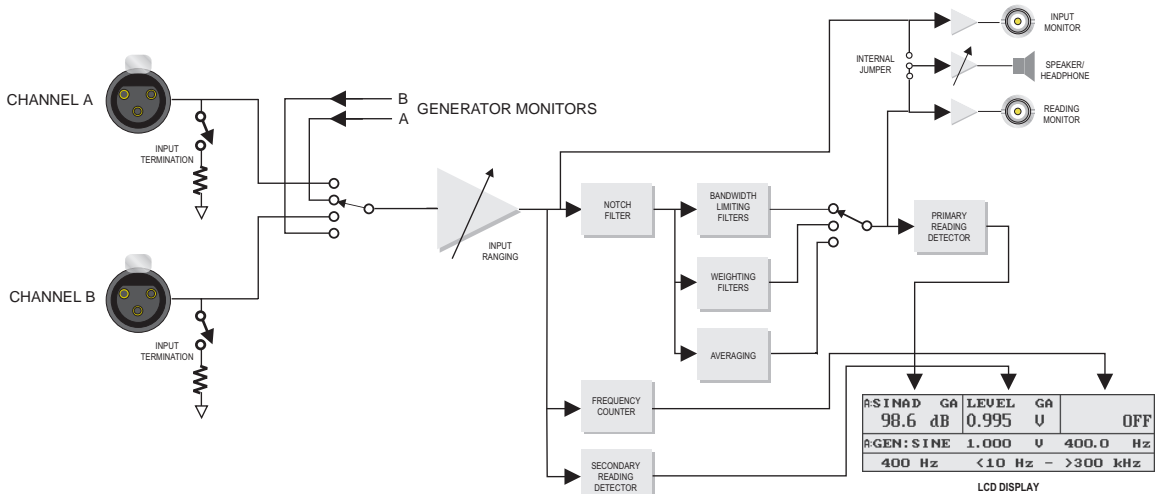 INPUT
MONITOR
INTERNAL
JUMPER
SPEAKER/
HEADPHONE
READING
MONITOR
CHANNEL A
B
GENERATOR MONITORS
A
INPUT
TERMINATION
NOTCH
FILTER
BANDWIDTH
LIMITING
FILTERS
PRIMARY
READING
DETECTOR
INPUT
RANGING
WEIGHTING
FILTERS
CHANNEL B
INPUT
TERMINATION
AVERAGING
FREQUENCY
COUNTER
SECONDARY
READING
DETECTOR
A:SINAD GA LEVEL GA
98.6 dB 0.995 V OFF
A:GEN:SINE 1.000 V 400.0 Hz
400 Hz <10 Hz - >300 kHz
LCD DISPLAY